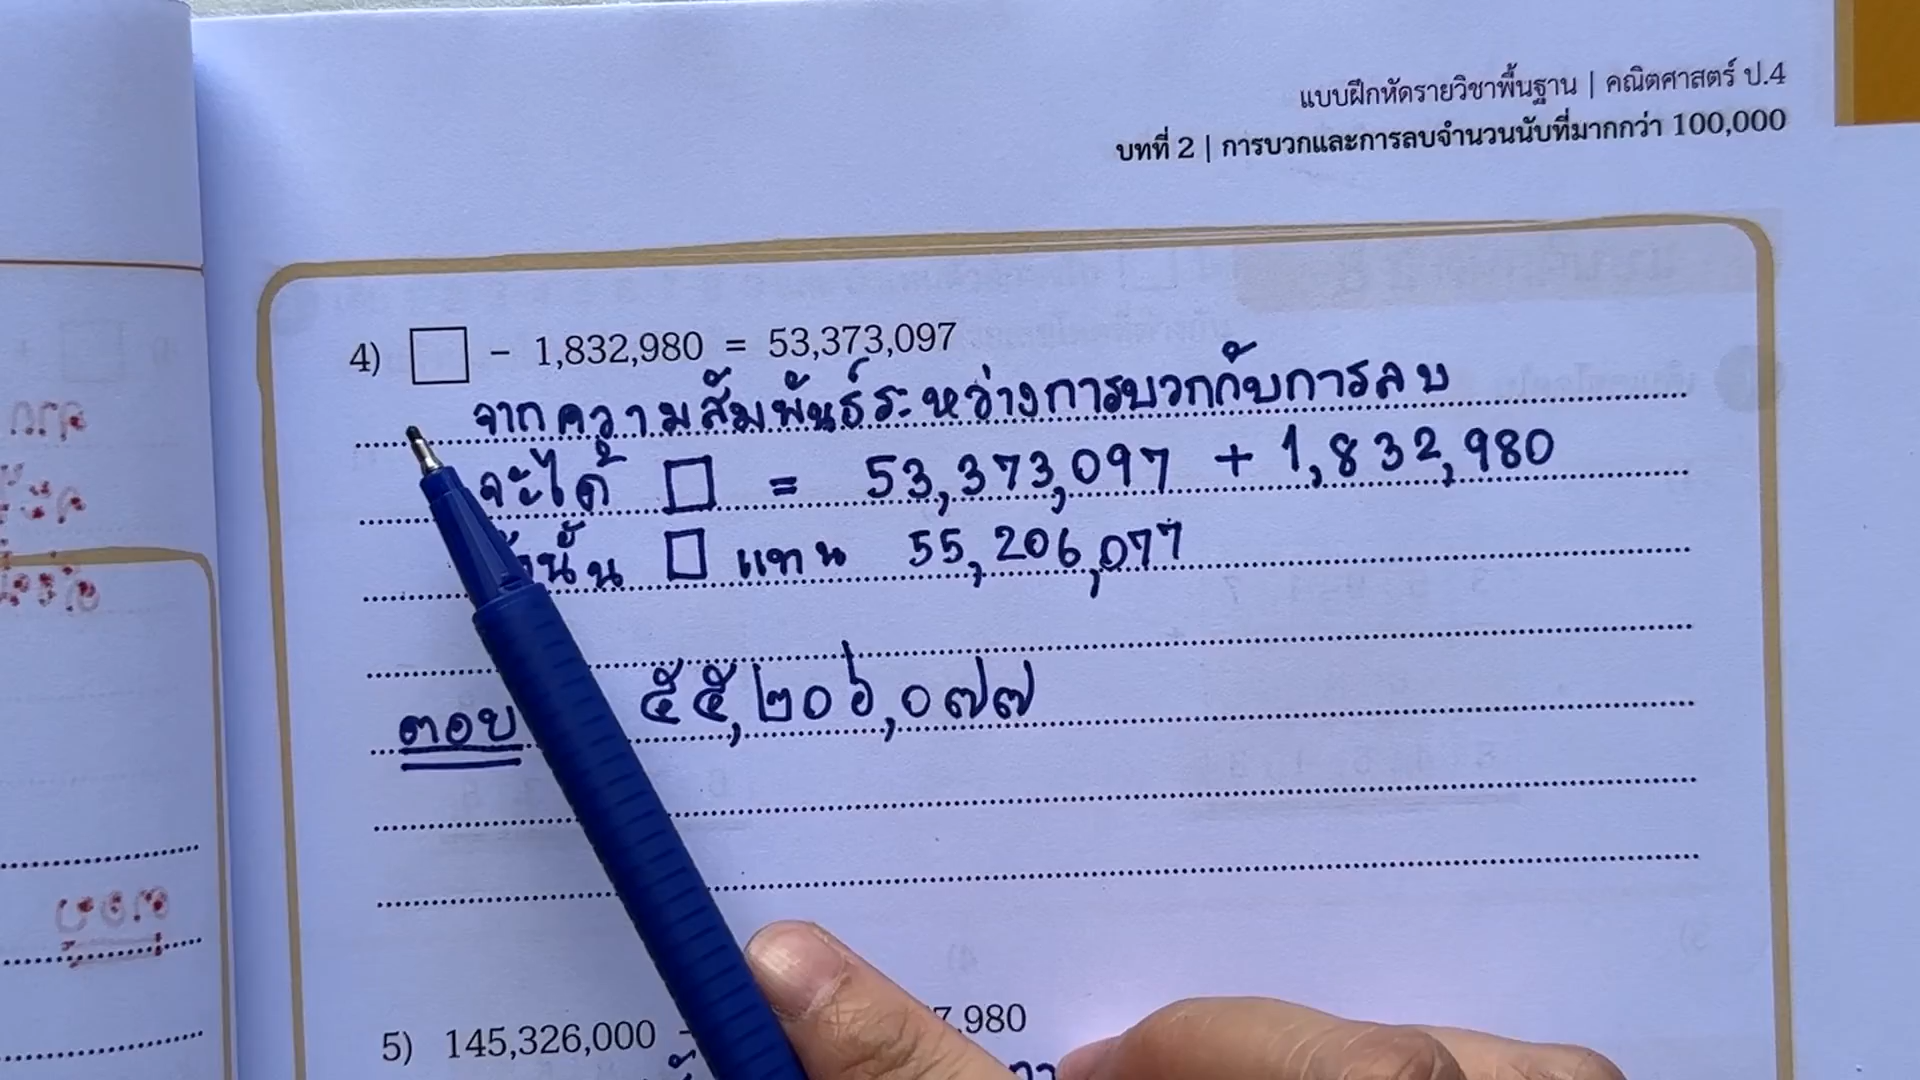 แบบฝึกหัดรายวิชาพื้นฐาน | คณิตศาสตร์ ป.4
บทที่ 2 | การบวกและการลบจำนวนนับที่มากกว่า 100,000
4) □ − 1,832,980 = 53,373,097
จากความสัมพันธ์ระหว่างการบวกกับการลบ
จะได้ □ = 53,373,097 + 1,832,980
□ แทน 55,206,077
ตอบ ๕๕,๒๐๖,๐๗๗
5) 145,326,000 7,980